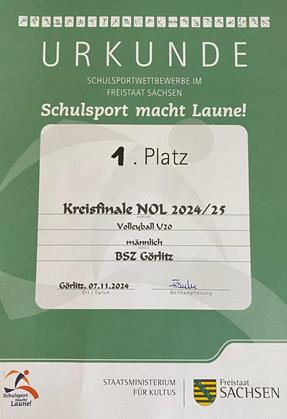 URKUNDE
SCHULSPORTWETTBEWERBE IM
FREISTAAT SACHSEN
Schulsport macht Laune!
1. Platz
Kreisfinale NOL 2024/25
Volleyball U20
männlich
BSZ Görlitz
Görlitz, 07.11.2024
Ort | Datum
Wettkampfleitung
Schulsport
macht
Laune!
STAATSMINISTERIUM
FÜR KULTUS
Freistaat
SACHSEN